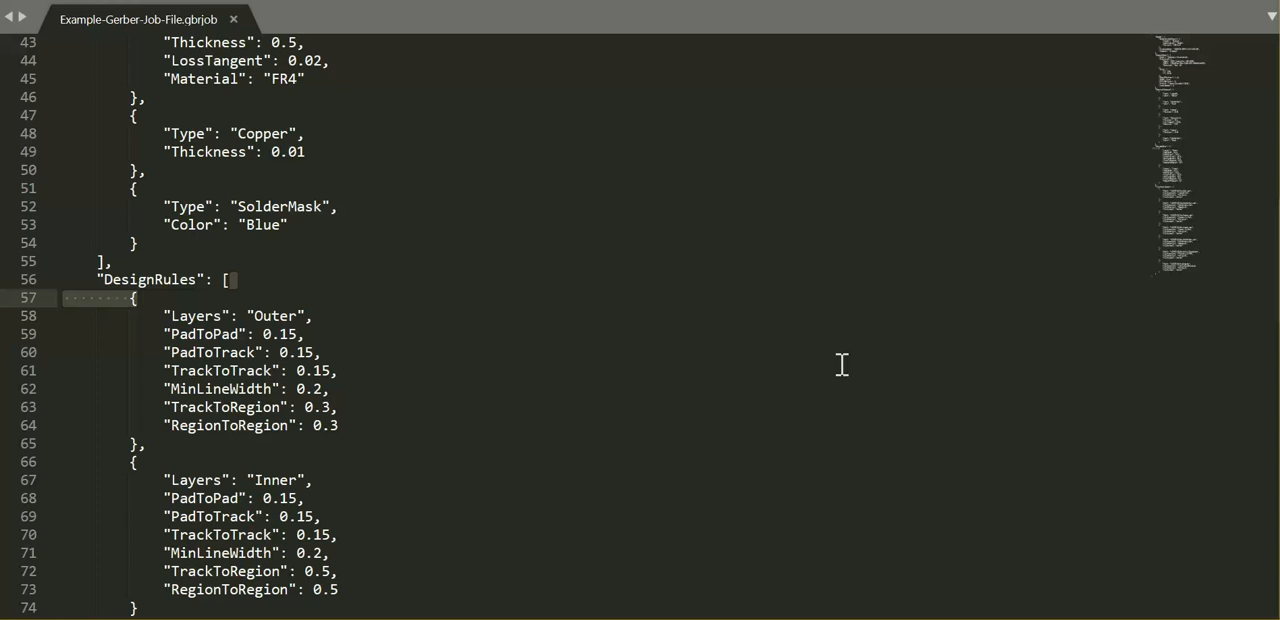 Example-Gerber-Job-File.gbrjob ×
43 "Thickness": 0.5,
44 "LossTangent": 0.02,
45 "Material": "FR4"
46 },
47 {
48 "Type": "Copper",
49 "Thickness": 0.01
50 },
51 {
52 "Type": "SolderMask",
53 "Color": "Blue"
54 }
55 ],
56 "DesignRules": [
57 {
58 "Layers": "Outer",
59 "PadToPad": 0.15,
60 "PadToTrack": 0.15,
61 "TrackToTrack": 0.15,
62 "MinLineWidth": 0.2,
63 "TrackToRegion": 0.3,
64 "RegionToRegion": 0.3
65 },
66 {
67 "Layers": "Inner",
68 "PadToPad": 0.15,
69 "PadToTrack": 0.15,
70 "TrackToTrack": 0.15,
71 "MinLineWidth": 0.2,
72 "TrackToRegion": 0.5,
73 "RegionToRegion": 0.5
74 }